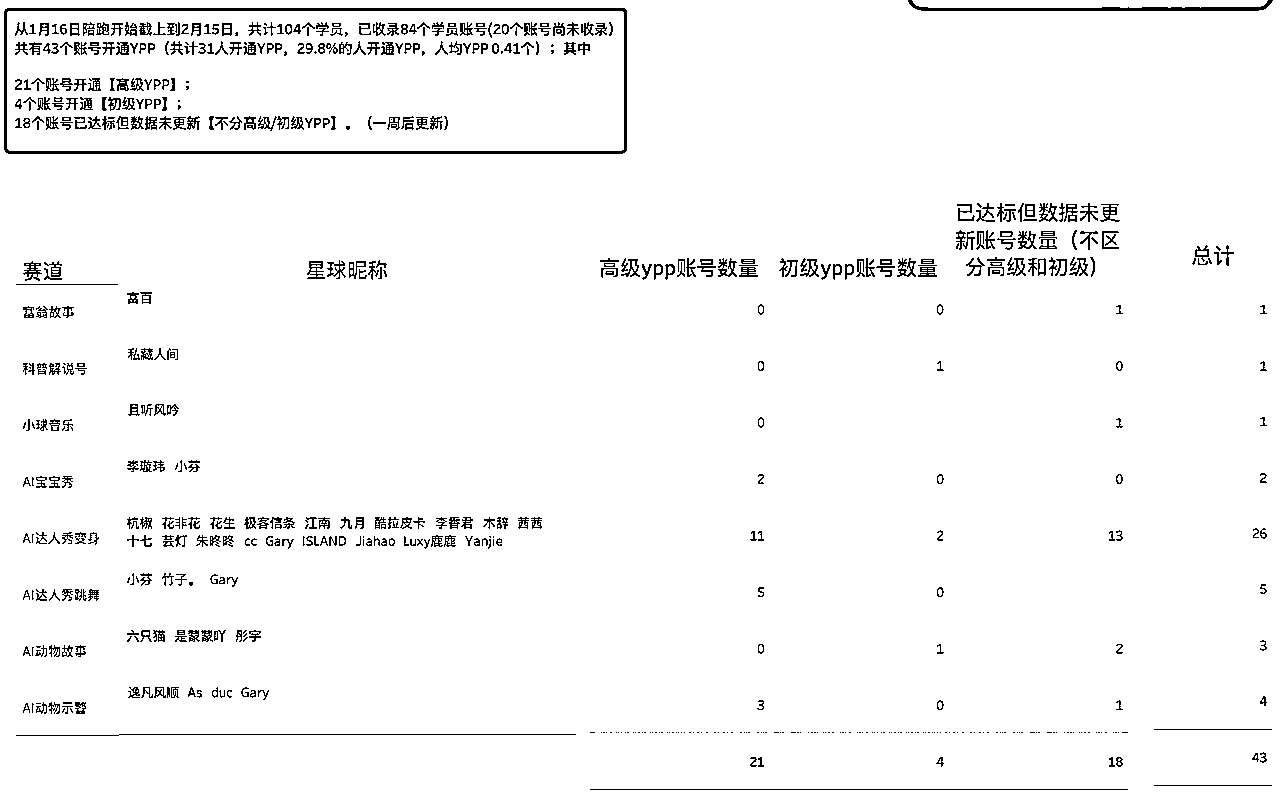 从1月16日陪跑开始截上到2月15日，共计104个学员，已收录84个学员账号(20个账号尚未收录)
共有43个账号开通YPP（共计31人开通YPP，29.8%的人开通YPP，人均YPP 0.41个）；其中
21个账号开通【高级YPP】；
4个账号开通【初级YPP】；
18个账号已达标但数据未更新【不分高级/初级YPP】。（一周后更新）
赛道 星球昵称 高级ypp账号数量 初级ypp账号数量 已达标但数据未更
新账号数量（不区
分高级和初级） 总计
富翁故事 富百 0 0 1 1
科普解说号 私藏人间 0 1 0 1
小球音乐 且听风吟 0 1 1
AI宝宝秀 李璇玮 小芬 2 0 0 2
AI达人秀变身 杭椒 花非花 花生 极客信条 江南 九月 酷拉皮卡 李香君 木辞 茜茜
十七 芸灯 朱咚咚 cc Gary ISLAND Jiahao Luxy鹿鹿 Yanjie 11 2 13 26
AI达人秀跳舞 小芬 竹子。 Gary 5 0 5
AI动物故事 六只猫 是蒙蒙吖 彤宇 0 1 2 3
AI动物示警 逸凡风顺 As duc Gary 3 0 1 4
21 4 18 43